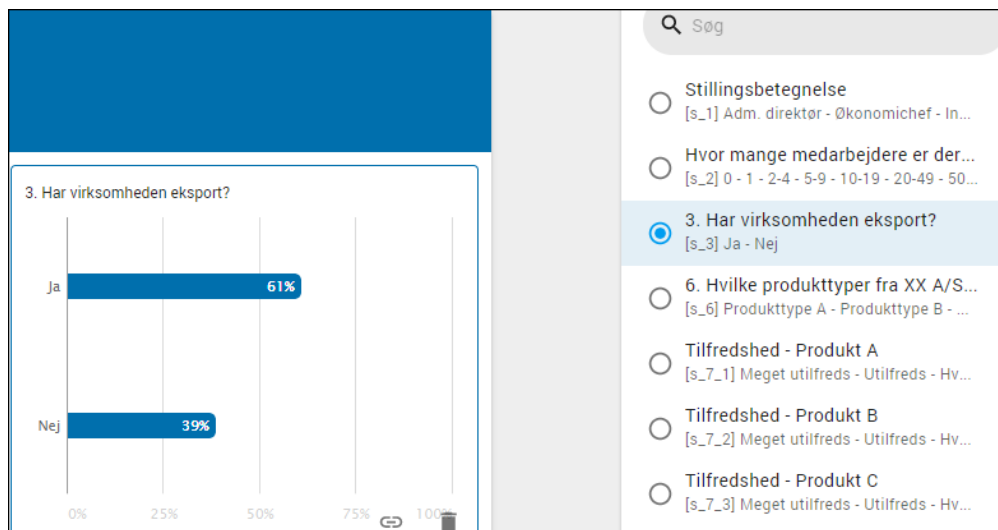 3. Har virksomheden eksport?
Ja
61%
Nej
39%
0% 25% 50% 75% 100%
Søg
Stillingsbetegnelse
[s_1] Adm. direktør - Økonomichef - In...
Hvor mange medarbejdere er der...
[s_2] 0 - 1 - 2-4 - 5-9 - 10-19 - 20-49 - 50...
3. Har virksomheden eksport?
[s_3] Ja - Nej
6. Hvilke produkttyper fra XX A/S...
[s_6] Produkttype A - Produkttype B - ...
Tilfredshed - Produkt A
[s_7_1] Meget utilfreds - Utilfreds - Hv...
Tilfredshed - Produkt B
[s_7_2] Meget utilfreds - Utilfreds - Hv...
Tilfredshed - Produkt C
[s_7_3] Meget utilfreds - Utilfreds - Hv...